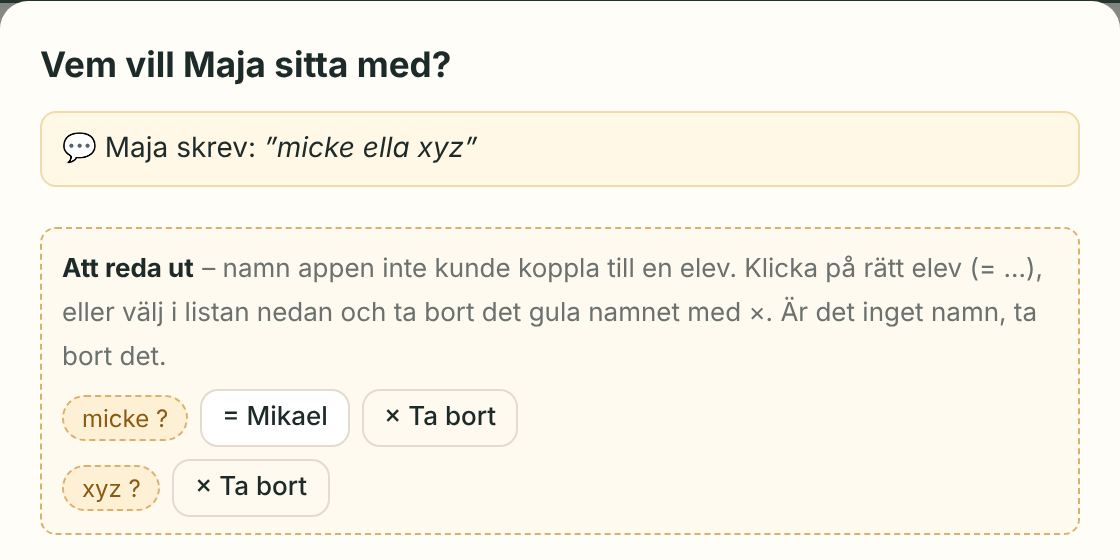 Vem vill Maja sitta med?
💬 Maja skrev: ”micke ella xyz”
Att reda ut – namn appen inte kunde koppla till en elev. Klicka på rätt elev (= ...),
eller välj i listan nedan och ta bort det gula namnet med ×. Är det inget namn, ta
bort det.
micke ? = Mikael × Ta bort
xyz ? × Ta bort